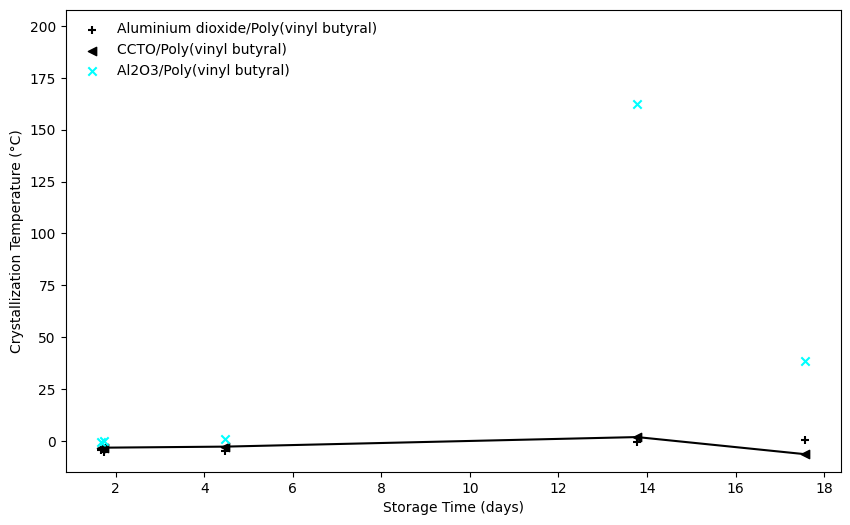 Aluminium dioxide/Poly(vinyl butyral)
CCTO/Poly(vinyl butyral)
Al2O3/Poly(vinyl butyral)
Crystallization Temperature (°C)
200
175
150
125
100
75
50
25
0
2 4 6 8 10 12 14 16 18
Storage Time (days)